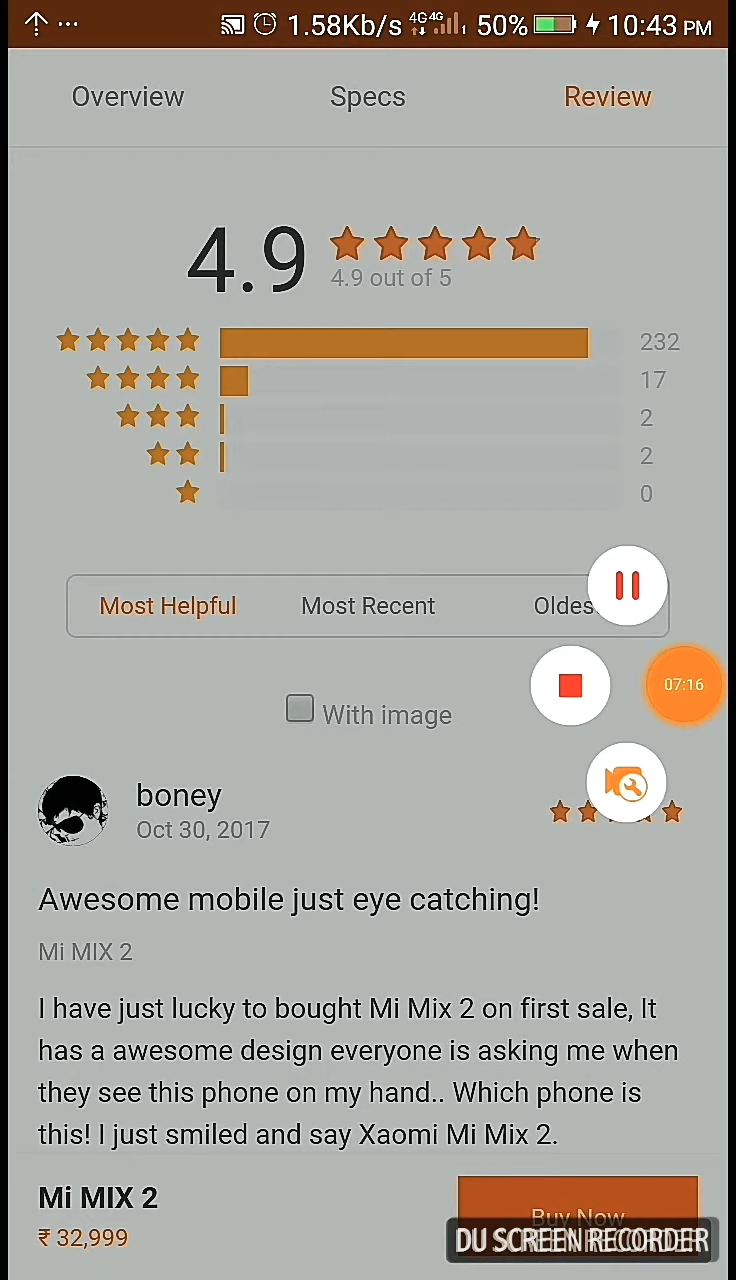 1.58Kb/s 4G 4G 50% 10:43 PM
Overview Specs Review
4.9
4.9 out of 5
232
17
2
2
0
Most Helpful Most Recent Oldes
07:16
With image
boney
Oct 30, 2017
Awesome mobile just eye catching!
Mi MIX 2
I have just lucky to bought Mi Mix 2 on first sale, It
has a awesome design everyone is asking me when
they see this phone on my hand.. Which phone is
this! I just smiled and say Xaomi Mi Mix 2.
Mi MIX 2
₹ 32,999
Buy Now
DU SCREEN RECORDER